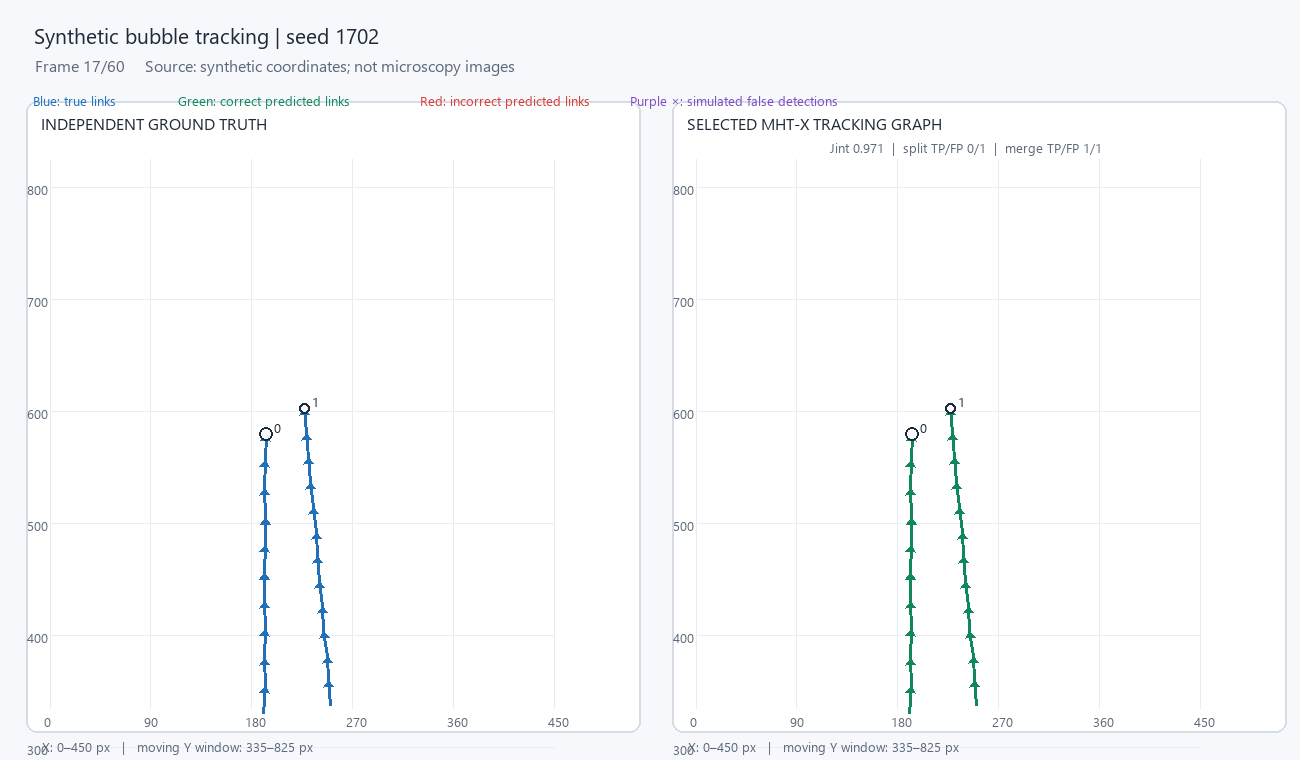 Synthetic bubble tracking | seed 1702
Frame 17/60 Source: synthetic coordinates; not microscopy images
Blue: true links Green: correct predicted links Red: incorrect predicted links Purple ×: simulated false detections
INDEPENDENT GROUND TRUTH
800
700
600
500
400
300
1
0
0 90 180 270 360 450
X: 0–450 px | moving Y window: 335–825 px
SELECTED MHT-X TRACKING GRAPH
Jint 0.971 | split TP/FP 0/1 | merge TP/FP 1/1
800
700
600
500
400
300
1
0
0 90 180 270 360 450
X: 0–450 px | moving Y window: 335–825 px